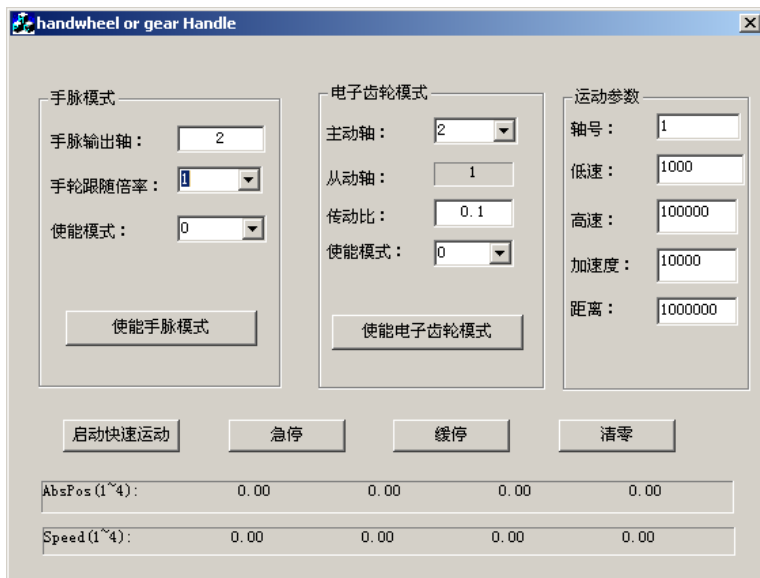 handwheel or gear Handle
手脉模式
手脉输出轴： 2
手轮跟随倍率： 1
使能模式： 0
使能手脉模式
电子齿轮模式
主动轴： 2
从动轴： 1
传动比： 0.1
使能模式： 0
使能电子齿轮模式
运动参数
轴号： 1
低速： 1000
高速： 100000
加速度： 10000
距离： 1000000
启动快速运动 急停 缓停 清零
AbsPos(1~4): 0.00 0.00 0.00 0.00
Speed(1~4): 0.00 0.00 0.00 0.00